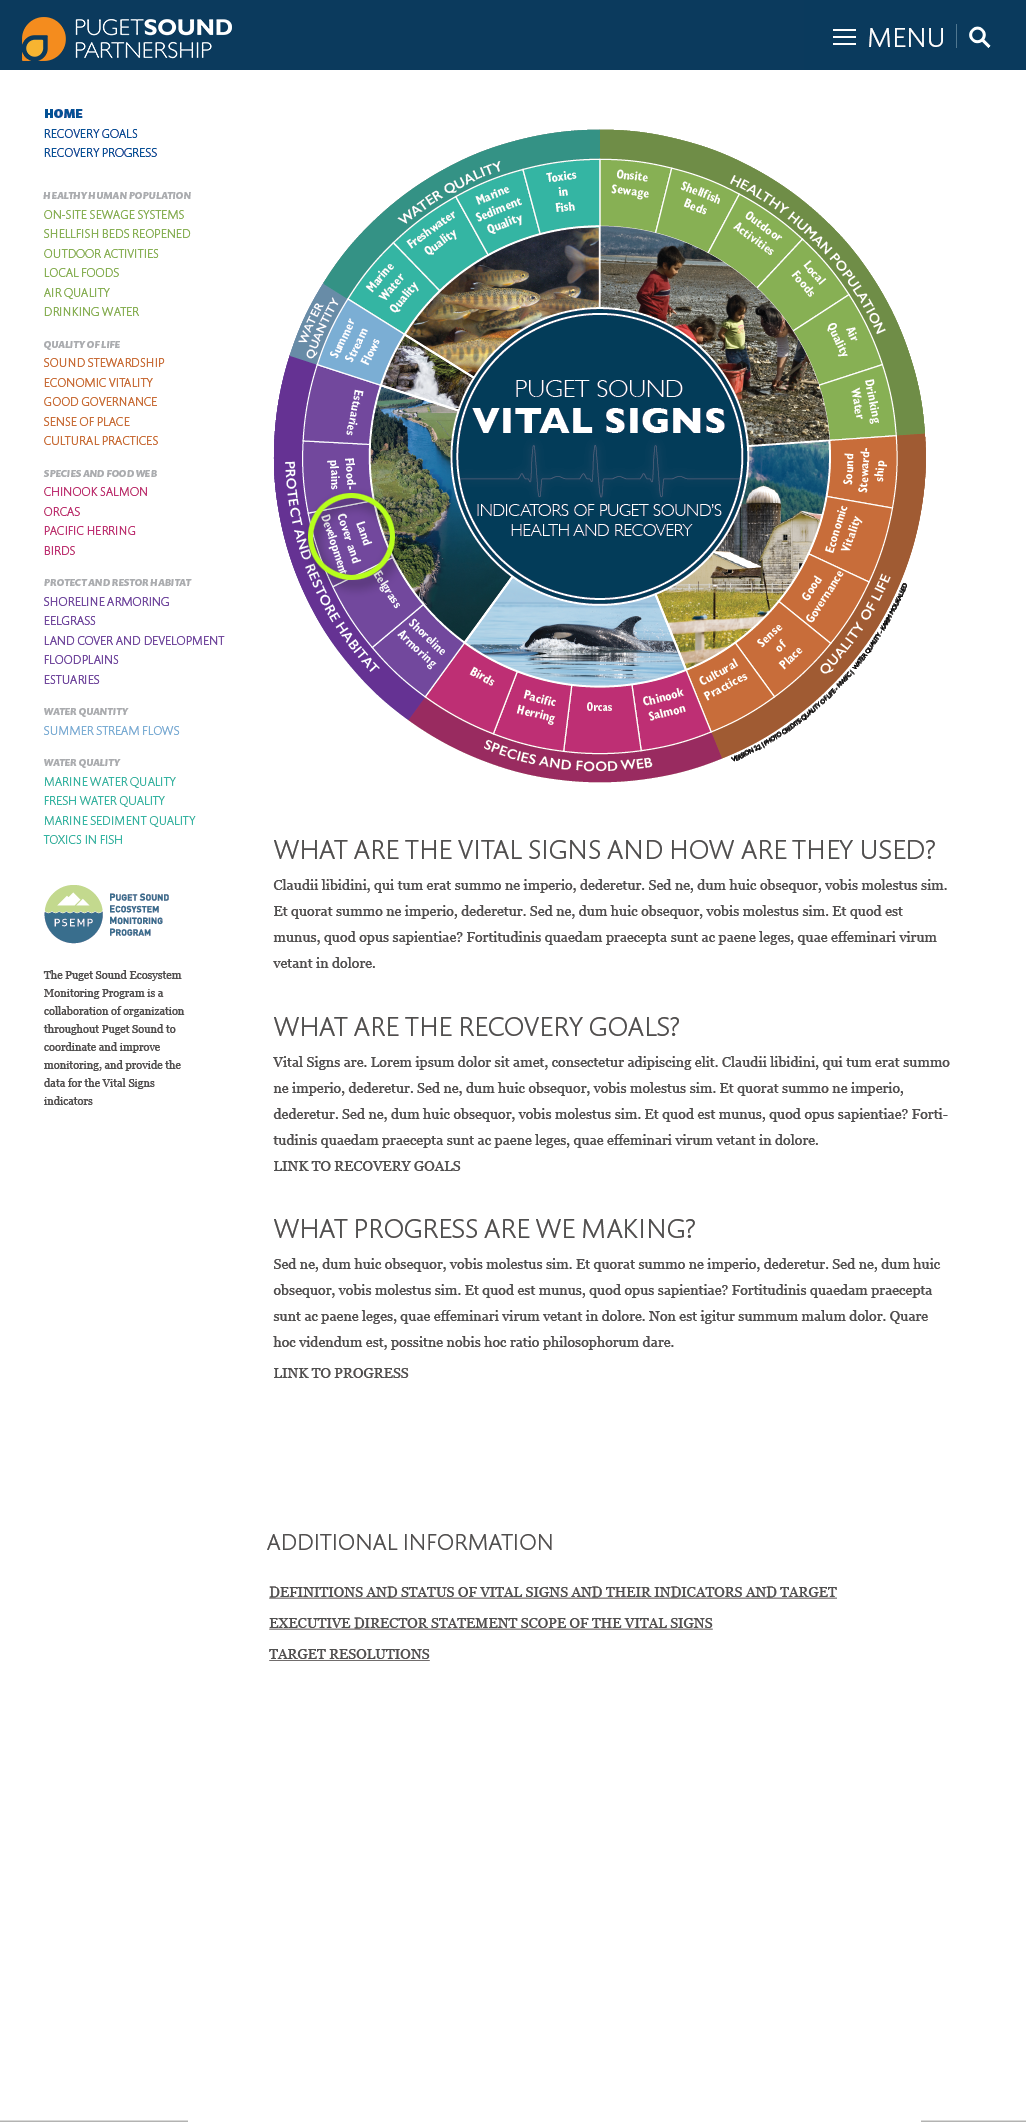 PUGETSOUND
PARTNERSHIP
MENU
HOME
RECOVERY GOALS
RECOVERY PROGRESS
HEALTHY HUMAN POPULATION
ON-SITE SEWAGE SYSTEMS
SHELLFISH BEDS REOPENED
OUTDOOR ACTIVITIES
LOCAL FOODS
AIR QUALITY
DRINKING WATER
QUALITY OF LIFE
SOUND STEWARDSHIP
ECONOMIC VITALITY
GOOD GOVERNANCE
SENSE OF PLACE
CULTURAL PRACTICES
SPECIES AND FOOD WEB
CHINOOK SALMON
ORCAS
PACIFIC HERRING
BIRDS
PROTECT AND RESTOR HABITAT
SHORELINE ARMORING
EELGRASS
LAND COVER AND DEVELOPMENT
FLOODPLAINS
ESTUARIES
WATER QUANTITY
SUMMER STREAM FLOWS
WATER QUALITY
MARINE WATER QUALITY
FRESH WATER QUALITY
MARINE SEDIMENT QUALITY
TOXICS IN FISH
PSEMP
PUGET SOUND
ECOSYSTEM
MONITORING
PROGRAM
The Puget Sound Ecosystem
Monitoring Program is a
collaboration of organization
throughout Puget Sound to
coordinate and improve
monitoring, and provide the
data for the Vital Signs
indicators
PUGET SOUND
VITAL SIGNS
INDICATORS OF PUGET SOUND'S
HEALTH AND RECOVERY
HEALTHY HUMAN POPULATION
Onsite
Sewage
Shellfish
Beds
Outdoor
Activities
Local
Foods
Air
Quality
Drinking
Water
QUALITY OF LIFE
Sound
Steward-
ship
Economic
Vitality
Good
Governance
Sense
of
Place
Cultural
Practices
SPECIES AND FOOD WEB
Chinook
Salmon
Orcas
Pacific
Herring
Birds
PROTECT AND RESTORE HABITAT
Shoreline
Armoring
Eelgrass
Land
Cover and
Development
Flood-
plains
Estuaries
WATER
QUANTITY
Summer
Stream
Flows
WATER QUALITY
Marine
Water
Quality
Freshwater
Quality
Marine
Sediment
Quality
Toxics
in
Fish
WHAT ARE THE VITAL SIGNS AND HOW ARE THEY USED?
Claudii libidini, qui tum erat summo ne imperio, dederetur. Sed ne, dum huic obsequor, vobis molestus sim.
Et quorat summo ne imperio, dederetur. Sed ne, dum huic obsequor, vobis molestus sim. Et quod est
munus, quod opus sapientiae? Fortitudinis quaedam praecepta sunt ac paene leges, quae effeminari virum
vetant in dolore.
WHAT ARE THE RECOVERY GOALS?
Vital Signs are. Lorem ipsum dolor sit amet, consectetur adipiscing elit. Claudii libidini, qui tum erat summo
ne imperio, dederetur. Sed ne, dum huic obsequor, vobis molestus sim. Et quorat summo ne imperio,
dederetur. Sed ne, dum huic obsequor, vobis molestus sim. Et quod est munus, quod opus sapientiae? Forti-
tudinis quaedam praecepta sunt ac paene leges, quae effeminari virum vetant in dolore.
LINK TO RECOVERY GOALS
WHAT PROGRESS ARE WE MAKING?
Sed ne, dum huic obsequor, vobis molestus sim. Et quorat summo ne imperio, dederetur. Sed ne, dum huic
obsequor, vobis molestus sim. Et quod est munus, quod opus sapientiae? Fortitudinis quaedam praecepta
sunt ac paene leges, quae effeminari virum vetant in dolore. Non est igitur summum malum dolor. Quare
hoc videndum est, possitne nobis hoc ratio philosophorum dare.
LINK TO PROGRESS
ADDITIONAL INFORMATION
DEFINITIONS AND STATUS OF VITAL SIGNS AND THEIR INDICATORS AND TARGET
EXECUTIVE DIRECTOR STATEMENT SCOPE OF THE VITAL SIGNS
TARGET RESOLUTIONS